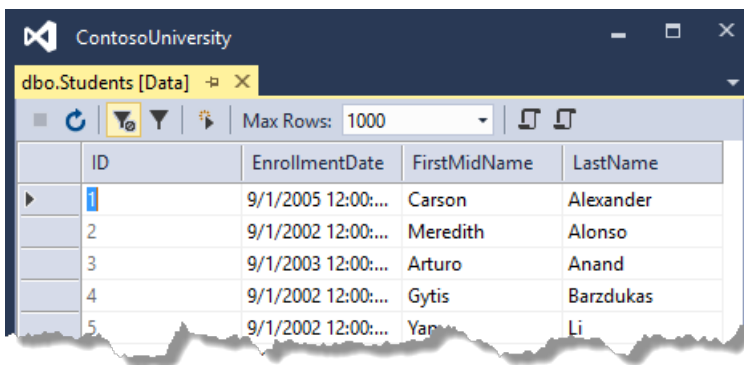 ContosoUniversity
dbo.Students [Data]
Max Rows: 1000
ID EnrollmentDate FirstMidName LastName
1 9/1/2005 12:00:... Carson Alexander
2 9/1/2002 12:00:... Meredith Alonso
3 9/1/2003 12:00:... Arturo Anand
4 9/1/2002 12:00:... Gytis Barzdukas
5 9/1/2002 12:00:... Li